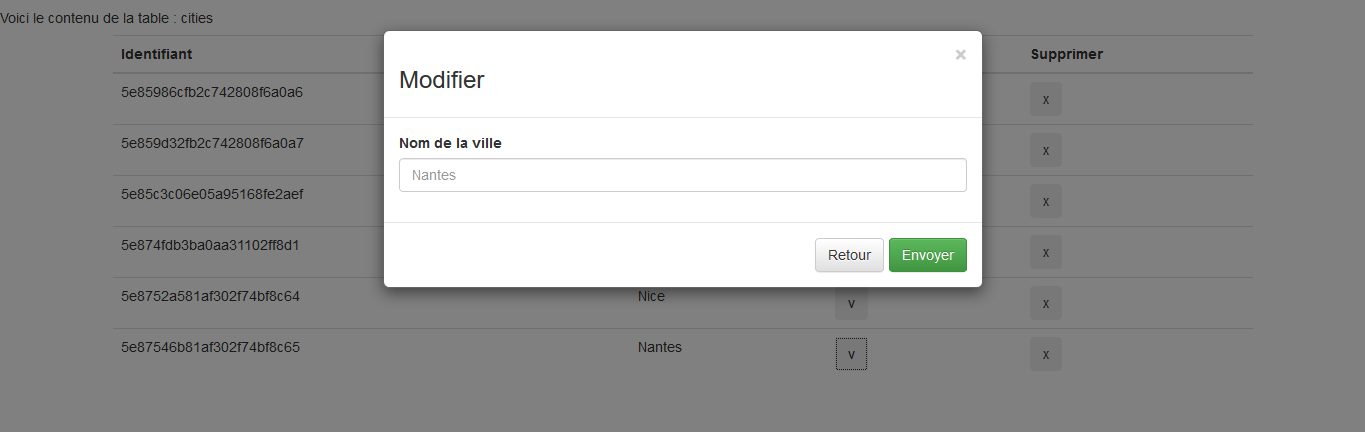 Voici le contenu de la table : cities
Identifiant Supprimer
×
Modifier
5e85986cfb2c742808f6a0a6 x
Nom de la ville
5e859d32fb2c742808f6a0a7 x
Nantes
5e85c3c06e05a95168fe2aef x
5e874fdb3ba0aa31102ff8d1 x
Retour Envoyer
5e8752a581af302f74bf8c64 Nice v x
5e87546b81af302f74bf8c65 Nantes v x